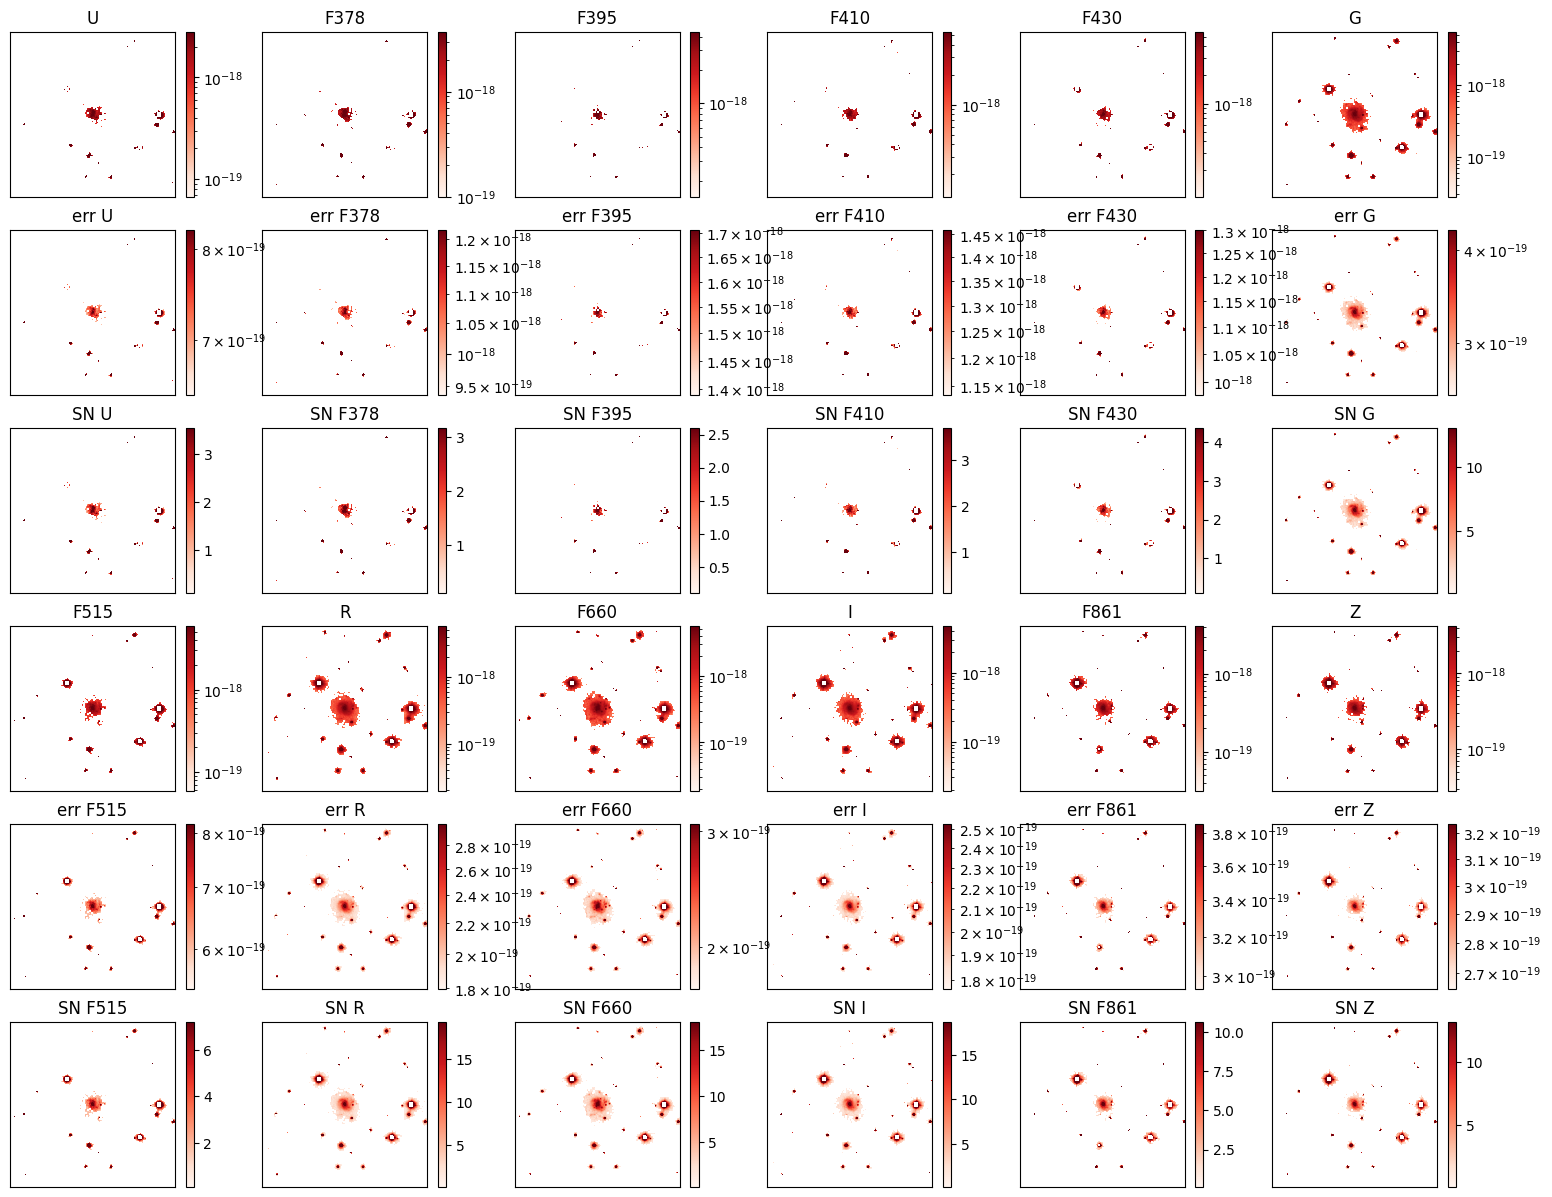 U F378 F395 F410 F430 G
10⁻¹⁸ 10⁻¹⁸ 10⁻¹⁸ 10⁻¹⁸ 10⁻¹⁸ 10⁻¹⁸
10⁻¹⁹ 10⁻¹⁹ 10⁻¹⁹
err U err F378 err F395 err F410 err F430 err G
8 × 10⁻¹⁹ 1.2 × 10⁻¹⁸ 1.7 × 10⁻¹⁸ 1.45 × 10⁻¹⁸ 1.3 × 10⁻¹⁸ 4 × 10⁻¹⁹
1.15 × 10⁻¹⁸ 1.65 × 10⁻¹⁸ 1.4 × 10⁻¹⁸ 1.25 × 10⁻¹⁸
1.1 × 10⁻¹⁸ 1.6 × 10⁻¹⁸ 1.35 × 10⁻¹⁸ 1.2 × 10⁻¹⁸
1.05 × 10⁻¹⁸ 1.55 × 10⁻¹⁸ 1.3 × 10⁻¹⁸ 1.15 × 10⁻¹⁸
7 × 10⁻¹⁹ 10⁻¹⁸ 1.5 × 10⁻¹⁸ 1.25 × 10⁻¹⁸ 1.1 × 10⁻¹⁸ 3 × 10⁻¹⁹
9.5 × 10⁻¹⁹ 1.45 × 10⁻¹⁸ 1.2 × 10⁻¹⁸ 1.05 × 10⁻¹⁸
1.4 × 10⁻¹⁸ 1.15 × 10⁻¹⁸ 10⁻¹⁸
SN U SN F378 SN F395 SN F410 SN F430 SN G
3 3 2.5 3 4 10
2 2 2.0 2 3 5
1 1 1.5 1 2
1.0 1
0.5
F515 R F660 I F861 Z
10⁻¹⁸ 10⁻¹⁸ 10⁻¹⁸ 10⁻¹⁸ 10⁻¹⁸ 10⁻¹⁸
10⁻¹⁹ 10⁻¹⁹ 10⁻¹⁹ 10⁻¹⁹ 10⁻¹⁹ 10⁻¹⁹
err F515 err R err F660 err I err F861 err Z
8 × 10⁻¹⁹ 2.8 × 10⁻¹⁹ 3 × 10⁻¹⁹ 2.5 × 10⁻¹⁹ 3.8 × 10⁻¹⁹ 3.2 × 10⁻¹⁹
7 × 10⁻¹⁹ 2.6 × 10⁻¹⁹ 2 × 10⁻¹⁹ 2.4 × 10⁻¹⁹ 3.6 × 10⁻¹⁹ 3.1 × 10⁻¹⁹
6 × 10⁻¹⁹ 2.4 × 10⁻¹⁹ 2.3 × 10⁻¹⁹ 3.4 × 10⁻¹⁹ 3 × 10⁻¹⁹
2.2 × 10⁻¹⁹ 2.2 × 10⁻¹⁹ 3.2 × 10⁻¹⁹ 2.9 × 10⁻¹⁹
2 × 10⁻¹⁹ 2.1 × 10⁻¹⁹ 3 × 10⁻¹⁹ 2.8 × 10⁻¹⁹
1.8 × 10⁻¹⁹ 2 × 10⁻¹⁹ 2.7 × 10⁻¹⁹
1.9 × 10⁻¹⁹
1.8 × 10⁻¹⁹
SN F515 SN R SN F660 SN I SN F861 SN Z
6 15 15 15 10.0 10
4 10 10 10 7.5 5
2 5 5 5 5.0
2.5